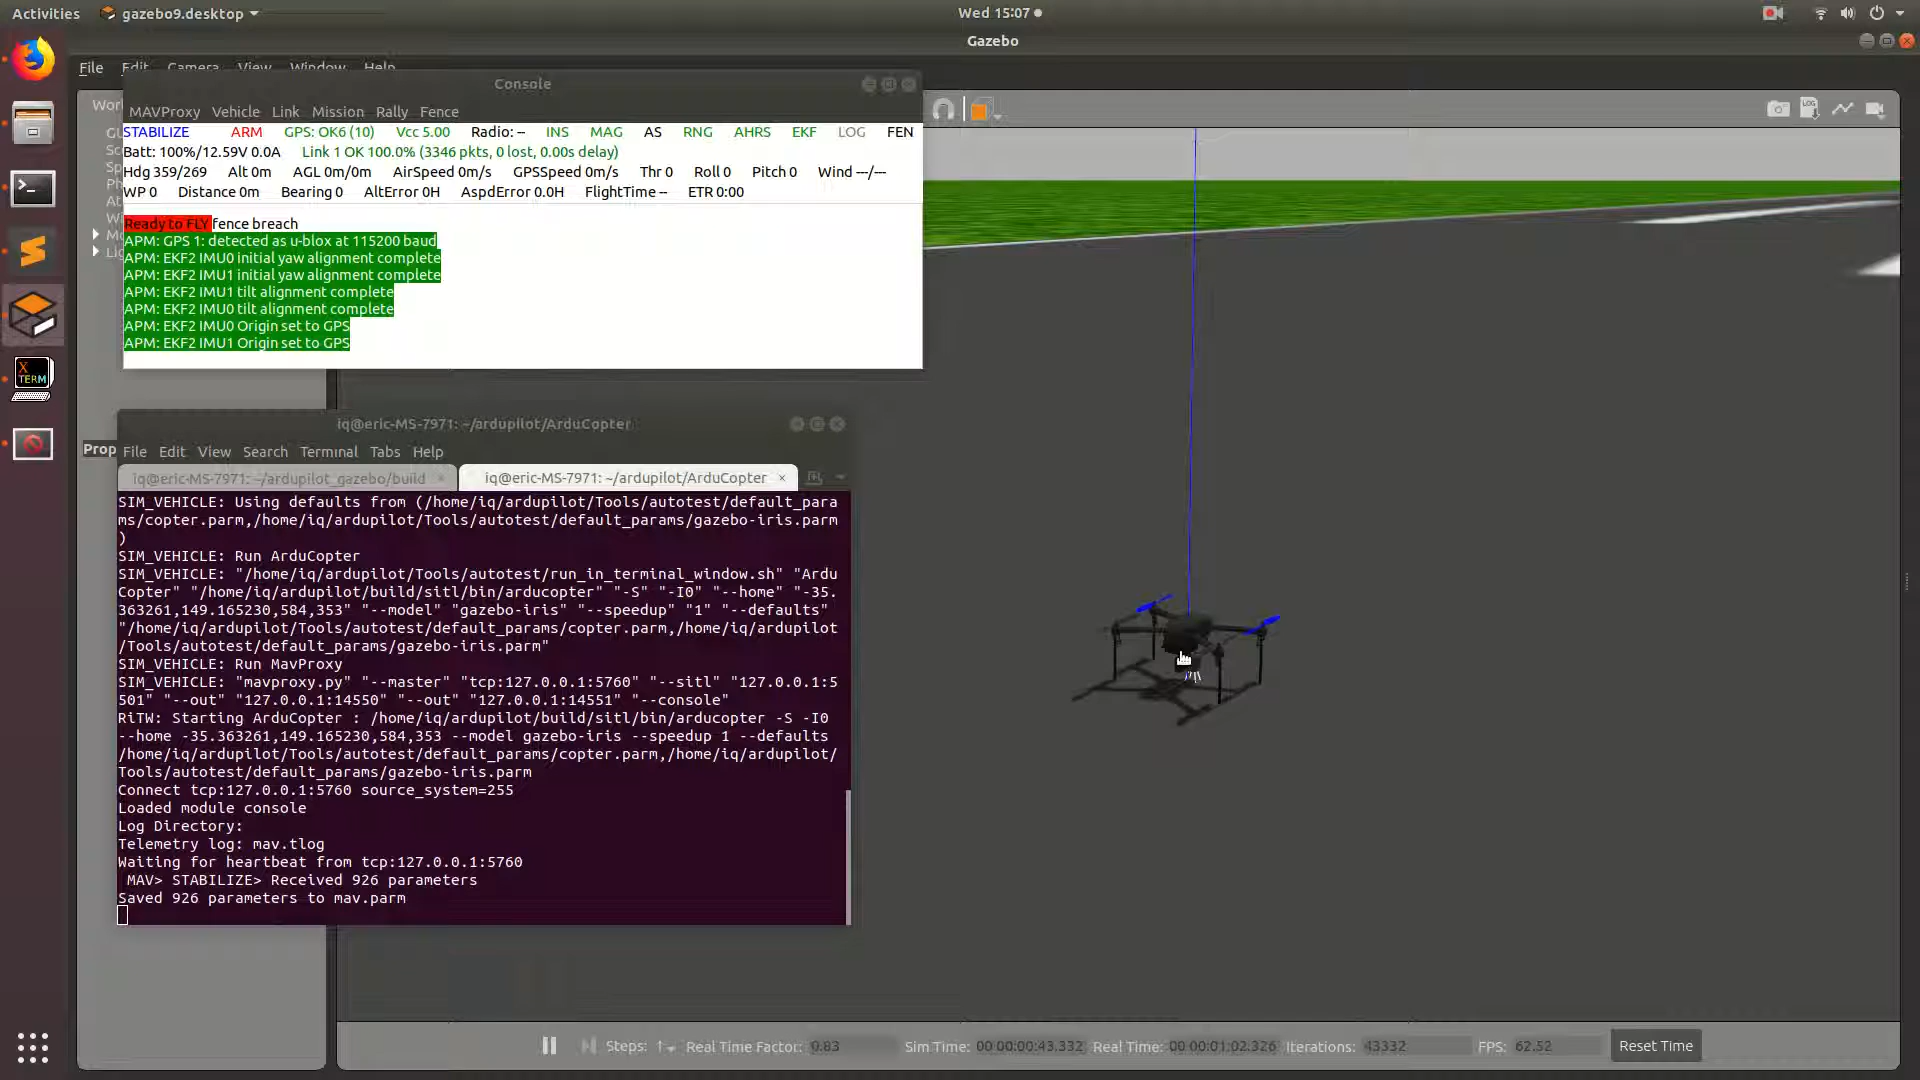 Activities
gazebo9.desktop
Wed 15:07
Gazebo
File Edit Camera View Window Help
Console
MAVProxy Vehicle Link Mission Rally Fence
STABILIZE ARM GPS: OK6 (10) Vcc 5.00 Radio: -- INS MAG AS RNG AHRS EKF LOG FEN
Batt: 100%/12.59V 0.0A Link 1 OK 100.0% (3346 pkts, 0 lost, 0.00s delay)
Hdg 359/269 Alt 0m AGL 0m/0m AirSpeed 0m/s GPSSpeed 0m/s Thr 0 Roll 0 Pitch 0 Wind ---/---
WP 0 Distance 0m Bearing 0 AltError 0H AspdError 0.0H FlightTime -- ETR 0:00
Ready to FLY fence breach
APM: GPS 1: detected as u-blox at 115200 baud
APM: EKF2 IMU0 initial yaw alignment complete
APM: EKF2 IMU1 initial yaw alignment complete
APM: EKF2 IMU1 tilt alignment complete
APM: EKF2 IMU0 tilt alignment complete
APM: EKF2 IMU0 Origin set to GPS
APM: EKF2 IMU1 Origin set to GPS
LOG
X
TERM
Prop
iq@eric-MS-7971: ~/ardupilot/ArduCopter
File Edit View Search Terminal Tabs Help
iq@eric-MS-7971: ~/ardupilot_gazebo/build
iq@eric-MS-7971: ~/ardupilot/ArduCopter
SIM_VEHICLE: Using defaults from (/home/iq/ardupilot/Tools/autotest/default_para
ms/copter.parm,/home/iq/ardupilot/Tools/autotest/default_params/gazebo-iris.parm
)
SIM_VEHICLE: Run ArduCopter
SIM_VEHICLE: "/home/iq/ardupilot/Tools/autotest/run_in_terminal_window.sh" "Ardu
Copter" "/home/iq/ardupilot/build/sitl/bin/arducopter" "-S" "-I0" "--home" "-35.
363261,149.165230,584,353" "--model" "gazebo-iris" "--speedup" "1" "--defaults"
"/home/iq/ardupilot/Tools/autotest/default_params/copter.parm,/home/iq/ardupilot
/Tools/autotest/default_params/gazebo-iris.parm"
SIM_VEHICLE: Run MavProxy
SIM_VEHICLE: "mavproxy.py" "--master" "tcp:127.0.0.1:5760" "--sitl" "127.0.0.1:5
501" "--out" "127.0.0.1:14550" "--out" "127.0.0.1:14551" "--console"
RiTW: Starting ArduCopter : /home/iq/ardupilot/build/sitl/bin/arducopter -S -I0
--home -35.363261,149.165230,584,353 --model gazebo-iris --speedup 1 --defaults
/home/iq/ardupilot/Tools/autotest/default_params/copter.parm,/home/iq/ardupilot/
Tools/autotest/default_params/gazebo-iris.parm
Connect tcp:127.0.0.1:5760 source_system=255
Loaded module console
Log Directory:
Telemetry log: mav.tlog
Waiting for heartbeat from tcp:127.0.0.1:5760
MAV> STABILIZE> Received 926 parameters
Saved 926 parameters to mav.parm
Steps: 1 Real Time Factor: 0.83 Sim Time: 00 00:00:43.332 Real Time: 00 00:01:02.326 Iterations: 43332 FPS: 62.52 Reset Time